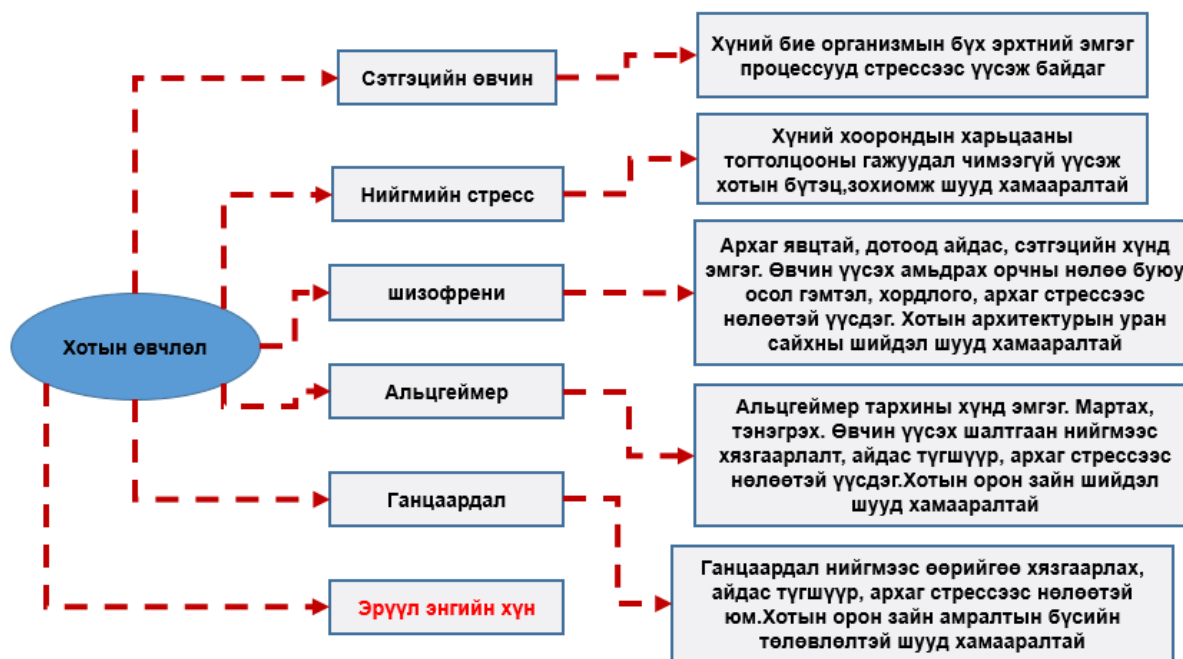 Хотын өвчлөл
Сэтгэцийн өвчин
Хүний бие организмын бүх эрхтний эмгэг
процессууд стрессээс үүсэж байдаг
Нийгмийн стресс
Хүний хоорондын харьцааны
тогтолцооны гажуудал чимээгүй үүсэж
хотын бүтэц,зохиомж шууд хамааралтай
шизофрени
Архаг явцтай, дотоод айдас, сэтгэцийн хүнд
эмгэг. Өвчин үүсэх амьдрах орчны нөлөө буюу
осол гэмтэл, хордлого, архаг стрессээс
нөлөөтэй үүсдэг. Хотын архитектурын уран
сайхны шийдэл шууд хамааралтай
Альцгеймер
Альцгеймер тархины хүнд эмгэг. Мартах,
тэнэгрэх. Өвчин үүсэх шалтгаан нийгмээс
хязгаарлалт, айдас түгшүүр, архаг стрессээс
нөлөөтэй үүсдэг.Хотын орон зайн шийдэл
шууд хамааралтай
Ганцаардал
Ганцаардал нийгмээс өөрийгөө хязгаарлах,
айдас түгшүүр, архаг стрессээс нөлөөтэй
юм.Хотын орон зайн амралтын бүсийн
төлөвлөлтэй шууд хамааралтай
Эрүүл энгийн хүн